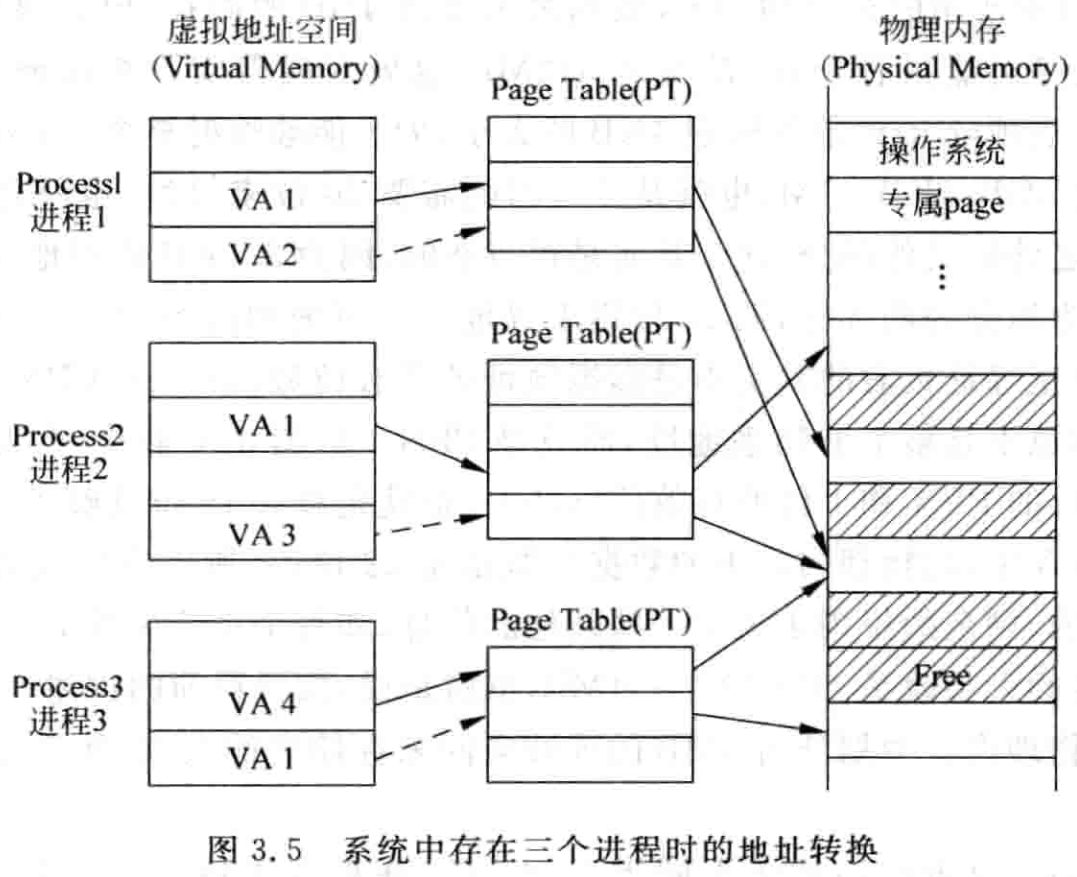 虚拟地址空间
(Virtual Memory)
物理内存
(Physical Memory)
Page Table(PT)
Process1
进程1
VA 1
VA 2
操作系统
专属page
⋮
Page Table(PT)
Process2
进程2
VA 1
VA 3
Page Table(PT)
Process3
进程3
VA 4
VA 1
Free
图 3.5 系统中存在三个进程时的地址转换